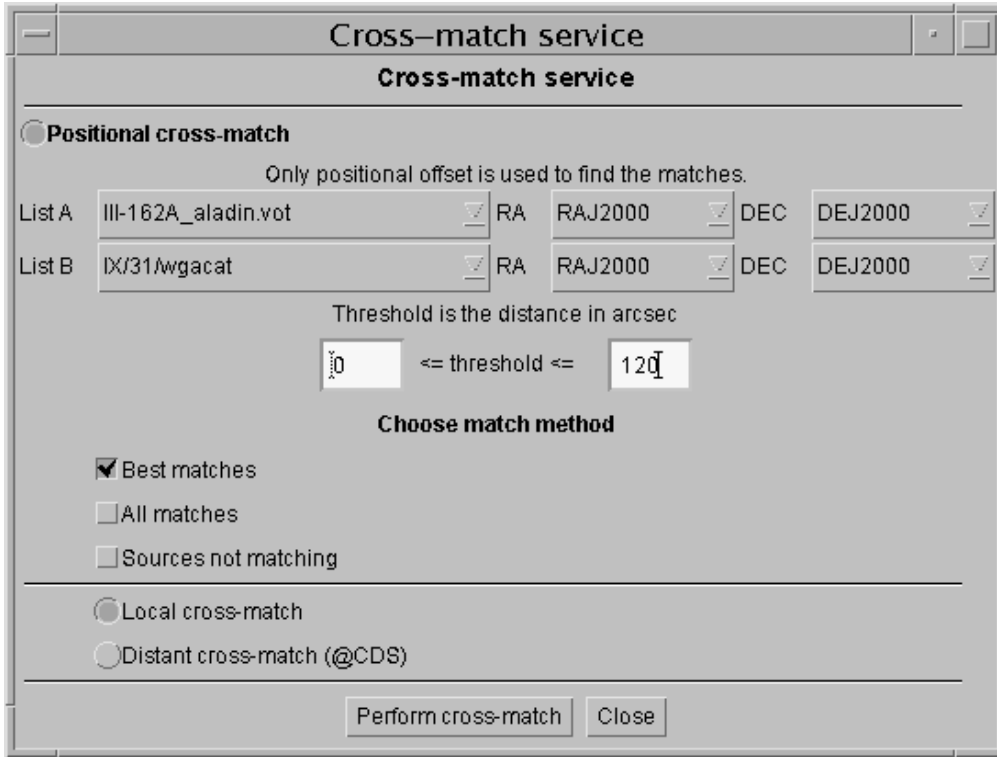 Cross–match service
Cross-match service
Positional cross-match
Only positional offset is used to find the matches.
List A III-162A_aladin.vot RA RAJ2000 DEC DEJ2000
List B IX/31/wgacat RA RAJ2000 DEC DEJ2000
Threshold is the distance in arcsec
0 <= threshold <= 120
Choose match method
Best matches
All matches
Sources not matching
Local cross-match
Distant cross-match (@CDS)
Perform cross-match Close